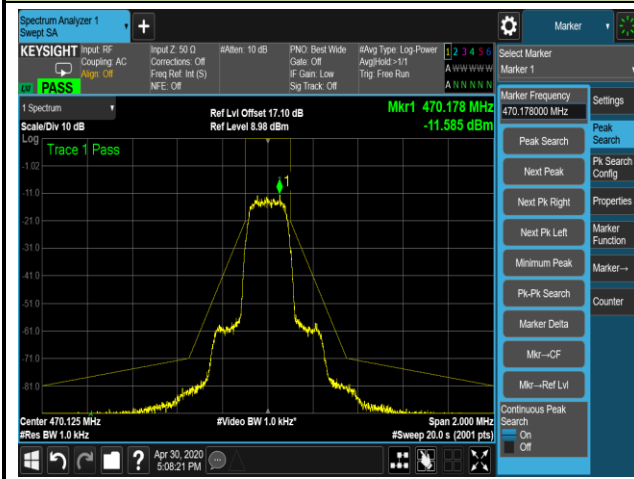 Spectrum Analyzer 1
Swept SA
+
Marker
KEYSIGHT
Input: RF
Coupling: AC
Align: Off
Input Z: 50 Ω
Corrections: Off
Freq Ref: Int (S)
NFE: Off
#Atten: 10 dB
PNO: Best Wide
Gate: Off
IF Gain: Low
Sig Track: Off
#Avg Type: Log-Power
Avg|Hold:>1/1
Trig: Free Run
1 2 3 4 5 6
A W W W W W
A N N N N N
LXI
PASS
Select Marker
Marker 1
1 Spectrum
Scale/Div 10 dB
Ref Lvl Offset 17.10 dB
Ref Level 8.98 dBm
Mkr1 470.178 MHz
-11.585 dBm
Log
Trace 1 Pass
1
-1.02
-11.0
-21.0
-31.0
-41.0
-51.0
-61.0
-71.0
-81.0
Center 470.125 MHz
#Res BW 1.0 kHz
#Video BW 1.0 kHz*
Span 2.000 MHz
#Sweep 20.0 s (2001 pts)
Marker Frequency
470.178000 MHz
Peak Search
Next Peak
Next Pk Right
Next Pk Left
Minimum Peak
Pk-Pk Search
Marker Delta
Mkr→CF
Mkr→Ref Lvl
Continuous Peak
Search
On
Off
Settings
Peak
Search
Pk Search
Config
Properties
Marker
Function
Marker→
Counter
?
Apr 30, 2020
5:08:21 PM